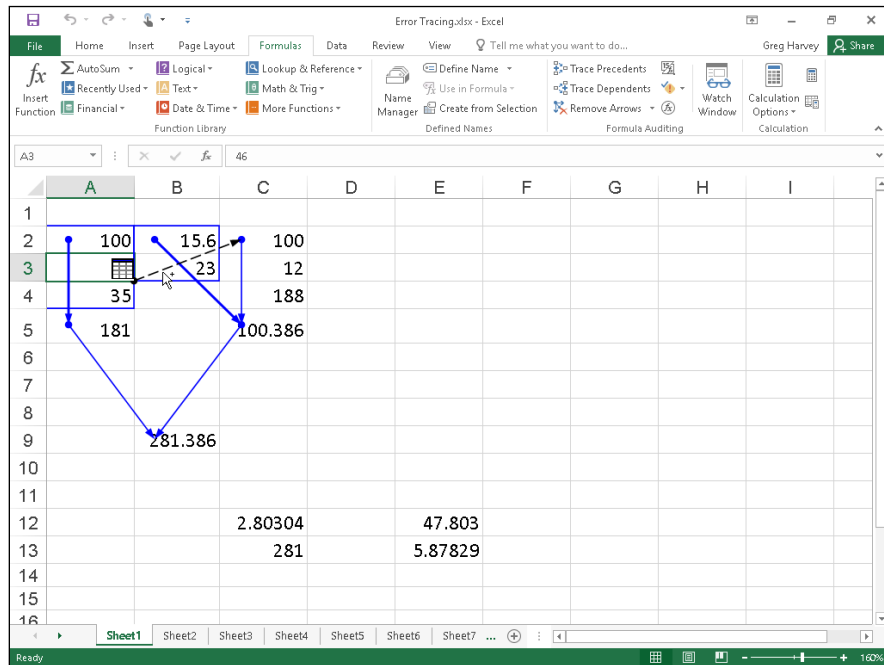 Error Tracing.xlsx - Excel
File Home Insert Page Layout Formulas Data Review View Tell me what you want to do... Greg Harvey Share
fx AutoSum Logical Lookup & Reference Define Name Trace Precedents
Insert Function Recently Used Text Math & Trig Name Manager Use in Formula Trace Dependents Watch Window Calculation Options
Financial Date & Time More Functions Create from Selection Remove Arrows
Function Library Defined Names Formula Auditing Calculation
A3 fx 46
A B C D E F G H I
1
2 100 15.6 100
3 23 12
4 35 188
5 181 100.386
6
7
8
9 281.386
10
11
12 2.80304 47.803
13 281 5.87829
14
15
16
Sheet1 Sheet2 Sheet3 Sheet4 Sheet5 Sheet6 Sheet7 ...
Ready 160%